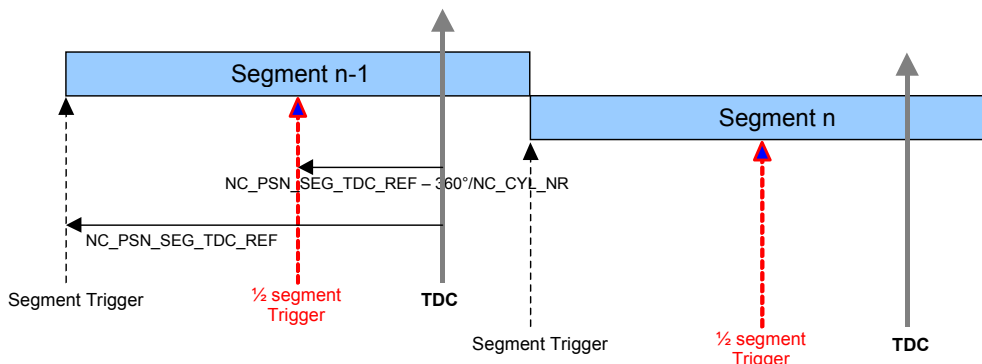 Segment n-1
Segment n
NC_PSN_SEG_TDC_REF – 360°/NC_CYL_NR
NC_PSN_SEG_TDC_REF
Segment Trigger
½ segment
Trigger
TDC
Segment Trigger
½ segment
Trigger
TDC